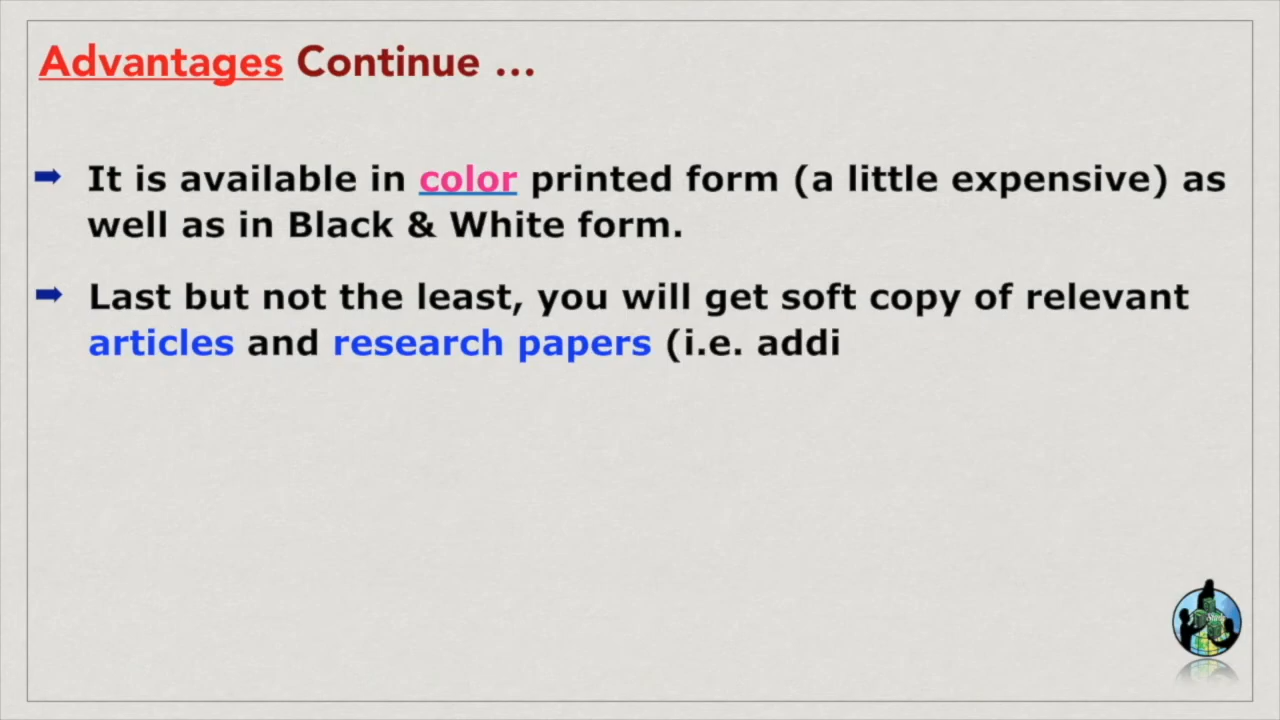 Advantages Continue ...
It is available in color printed form (a little expensive) as
well as in Black & White form.
Last but not the least, you will get soft copy of relevant
articles and research papers (i.e. addi